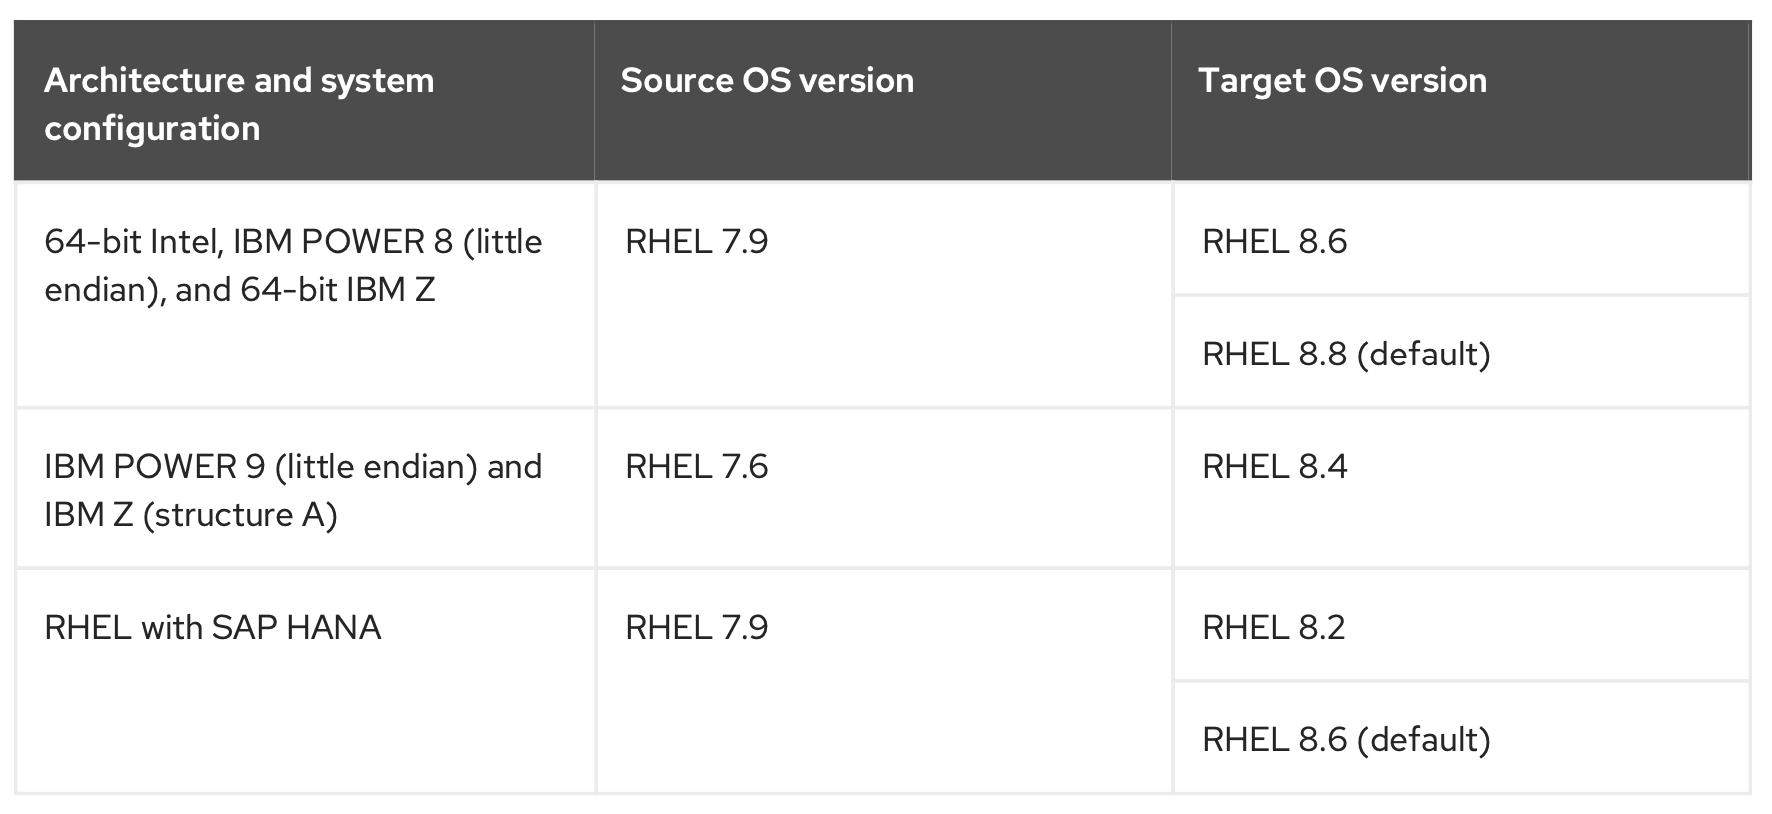 Architecture and system
configuration
Source OS version
Target OS version
64-bit Intel, IBM POWER 8 (little
endian), and 64-bit IBM Z
RHEL 7.9
RHEL 8.6
RHEL 8.8 (default)
IBM POWER 9 (little endian) and
IBM Z (structure A)
RHEL 7.6
RHEL 8.4
RHEL with SAP HANA
RHEL 7.9
RHEL 8.2
RHEL 8.6 (default)